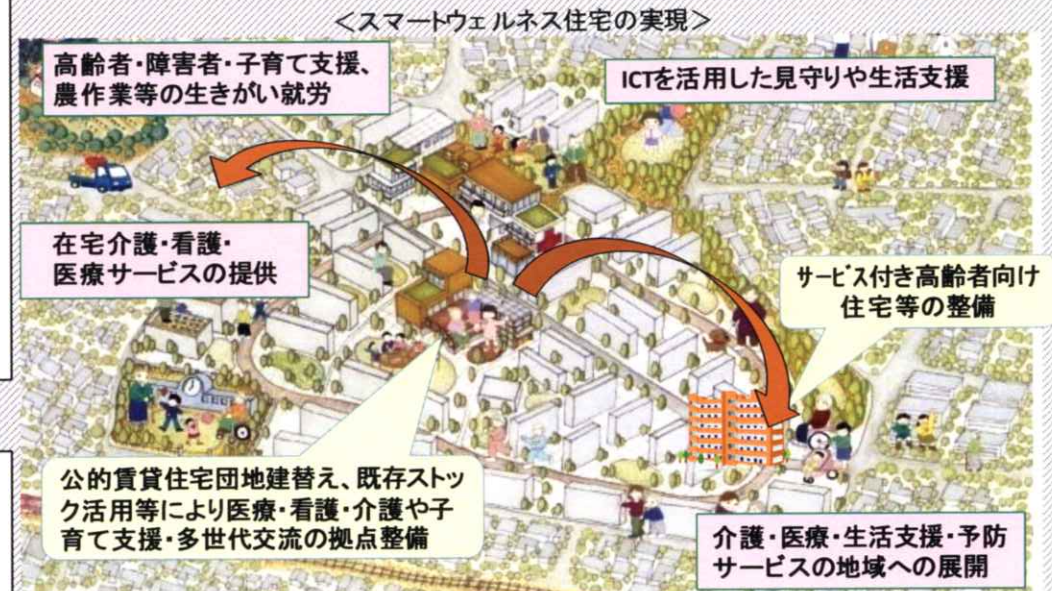 ＜スマートウェルネス住宅の実現＞
高齢者・障害者・子育て支援、
農作業等の生きがい就労
ICTを活用した見守りや生活支援
在宅介護・看護・
医療サービスの提供
サービス付き高齢者向け
住宅等の整備
公的賃貸住宅団地建替え、既存ストッ
ク活用等により医療・看護・介護や子
育て支援・多世代交流の拠点整備
介護・医療・生活支援・予防
サービスの地域への展開